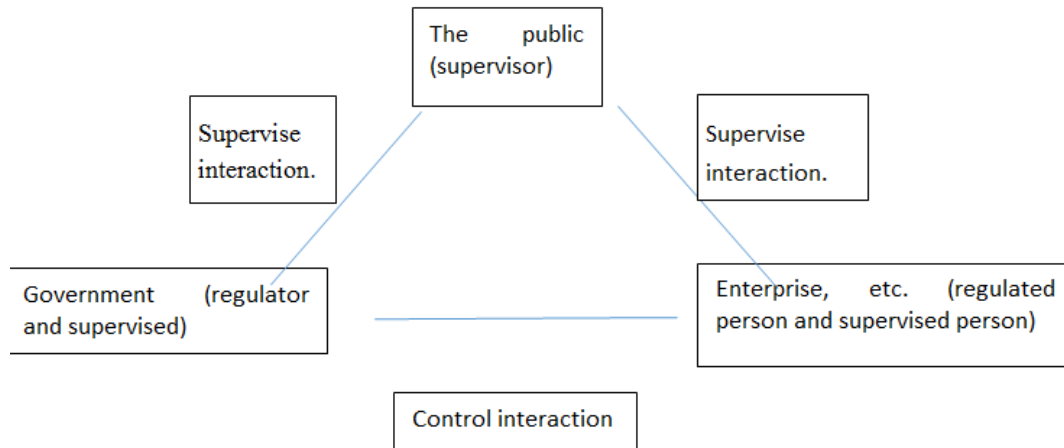 The public
(supervisor)
Supervise
interaction.
Supervise
interaction.
Government (regulator
and supervised)
Enterprise, etc. (regulated
person and supervised person)
Control interaction